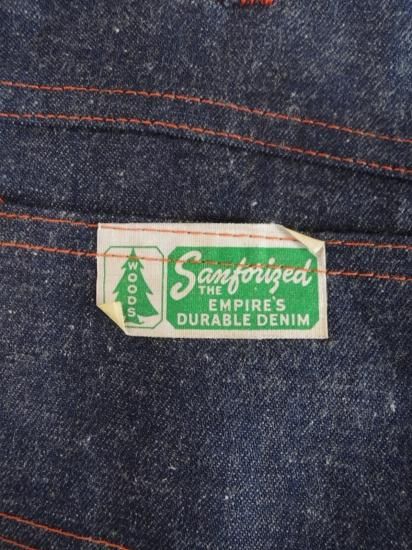 WOODS
Sanforized
THE
EMPIRE'S
DURABLE DENIM